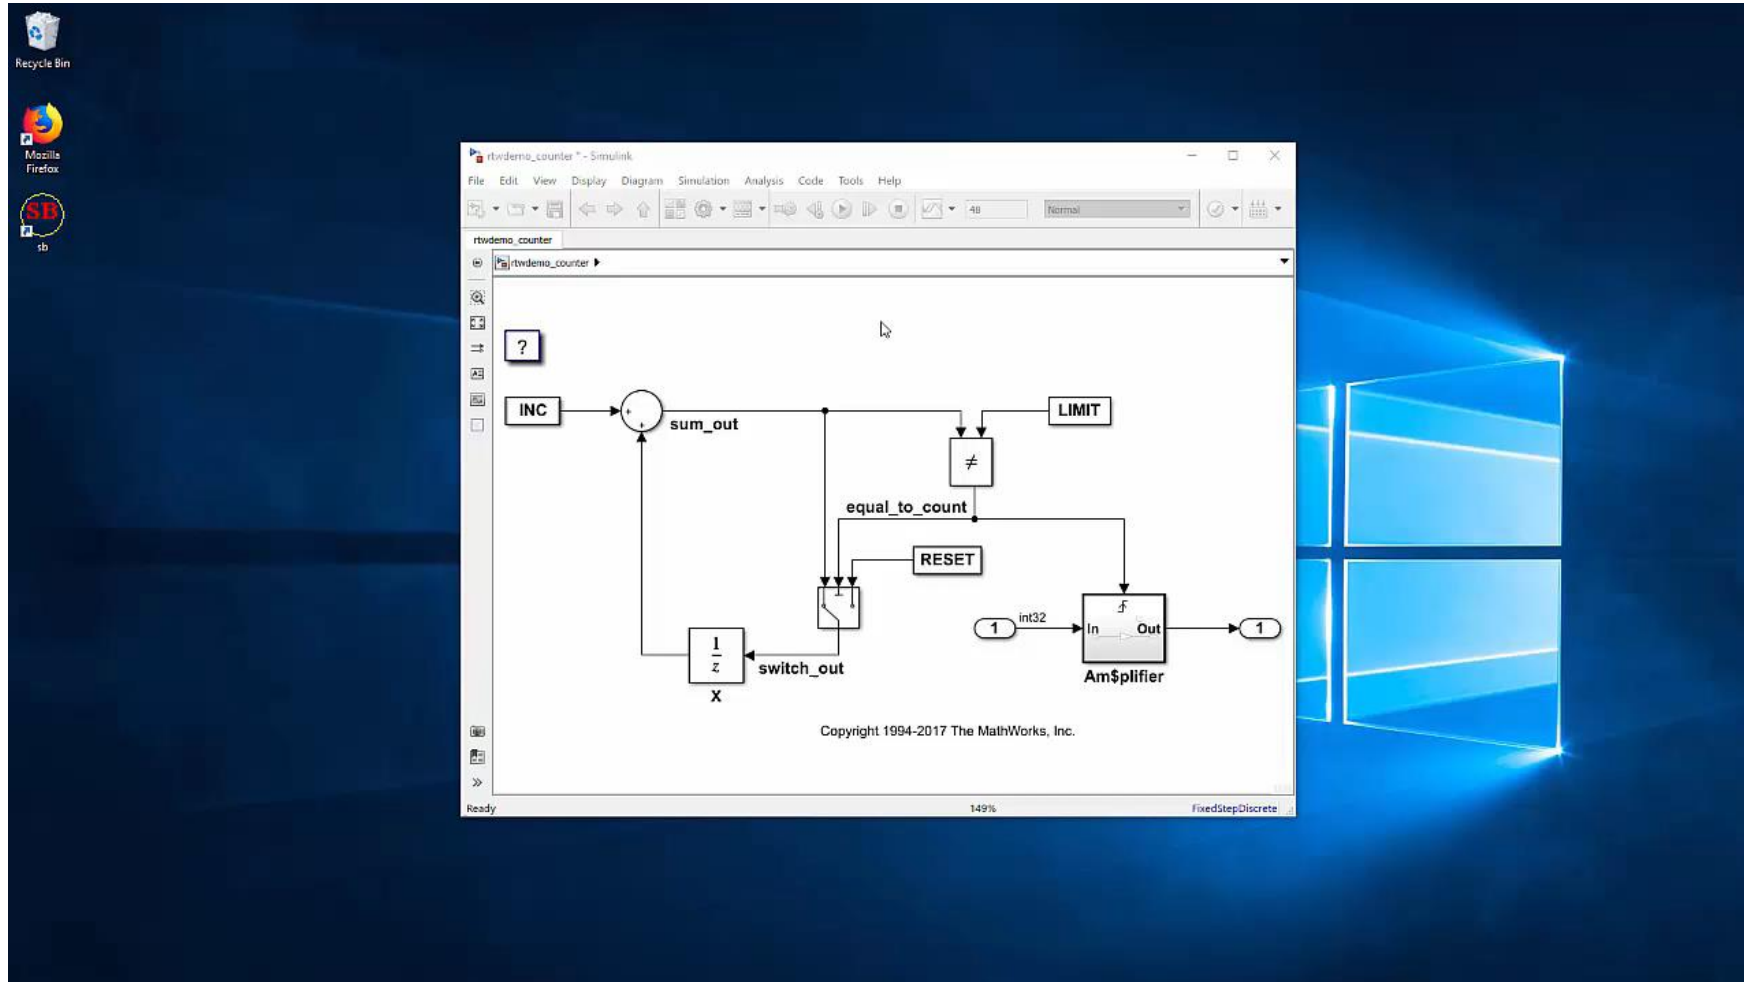 Recycle Bin
Mozilla
Firefox
SB
sb
rtwdemo_counter * - Simulink
File Edit View Display Diagram Simulation Analysis Code Tools Help
48 Normal
rtwdemo_counter
rtwdemo_counter
?
INC
+
+
sum_out
LIMIT
≠
equal_to_count
RESET
1
int32
In
Out
1
1
z
switch_out
X
Am$plifier
Copyright 1994-2017 The MathWorks, Inc.
Ready 149% FixedStepDiscrete